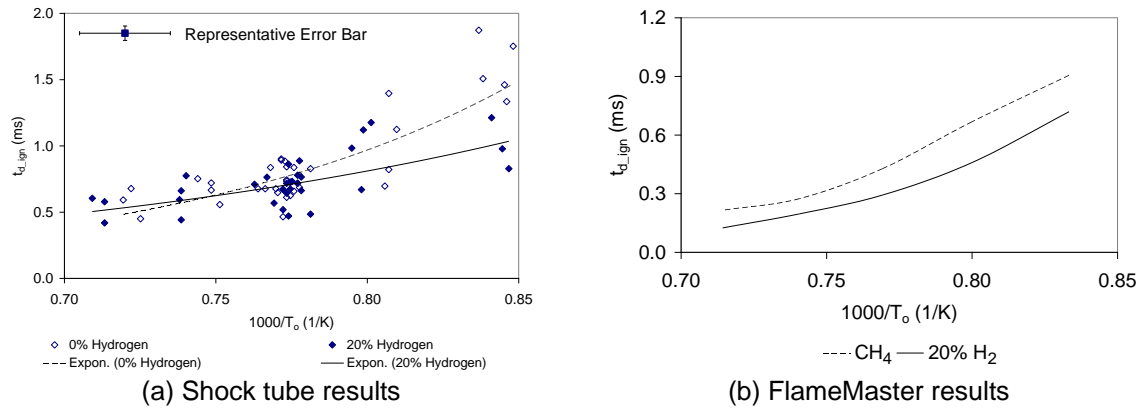 2.0
1.5
1.0
0.5
0.0
t_d_ign (ms)
Representative Error Bar
0.70 0.75 0.80 0.85
1000/T_o (1/K)
0% Hydrogen 20% Hydrogen
Expon. (0% Hydrogen) Expon. (20% Hydrogen)
(a) Shock tube results
1.2
0.9
0.6
0.3
0.0
t_d_ign (ms)
0.70 0.75 0.80 0.85
1000/T_o (1/K)
CH_4 20% H_2
(b) FlameMaster results